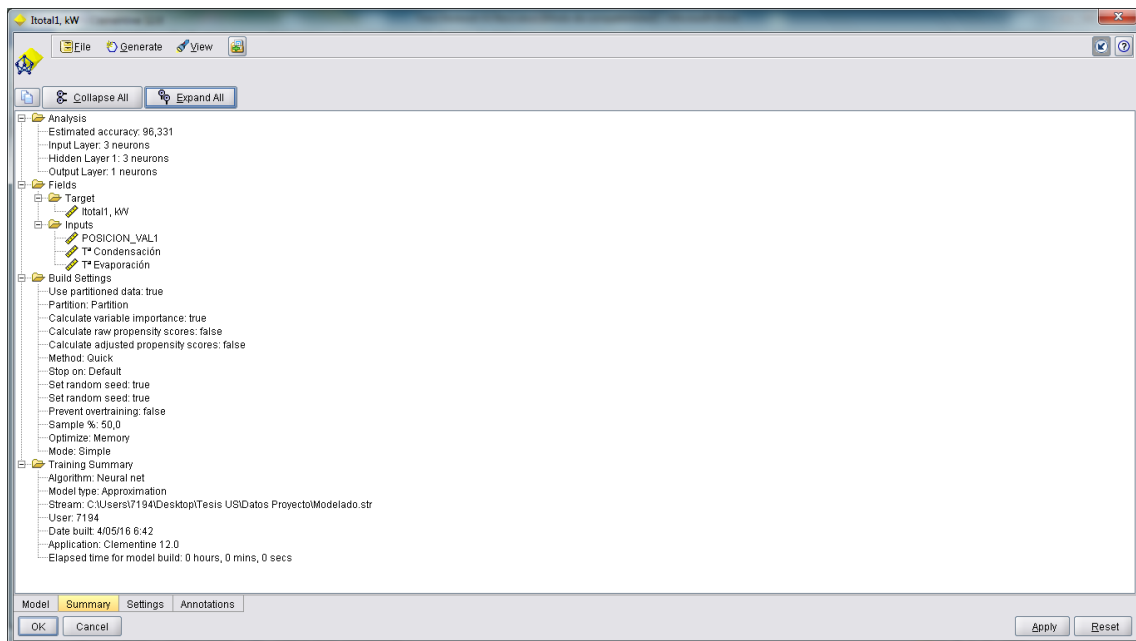 Itotal1, kW
File Generate View
Collapse All Expand All
Analysis
Estimated accuracy: 96,331
Input Layer: 3 neurons
Hidden Layer 1: 3 neurons
Output Layer: 1 neurons
Fields
Target
Itotal1, kW
Inputs
POSICION_VAL1
Tª Condensación
Tª Evaporación
Build Settings
Use partitioned data: true
Partition: Partition
Calculate variable importance: true
Calculate raw propensity scores: false
Calculate adjusted propensity scores: false
Method: Quick
Stop on: Default
Set random seed: true
Set random seed: true
Prevent overtraining: false
Sample %: 50,0
Optimize: Memory
Mode: Simple
Training Summary
Algorithm: Neural net
Model type: Approximation
Stream: C:\Users\7194\Desktop\Tesis US\Datos Proyecto\Modelado.str
User: 7194
Date built: 4/05/16 6:42
Application: Clementine 12.0
Elapsed time for model build: 0 hours, 0 mins, 0 secs
Model Summary Settings Annotations
OK Cancel Apply Reset